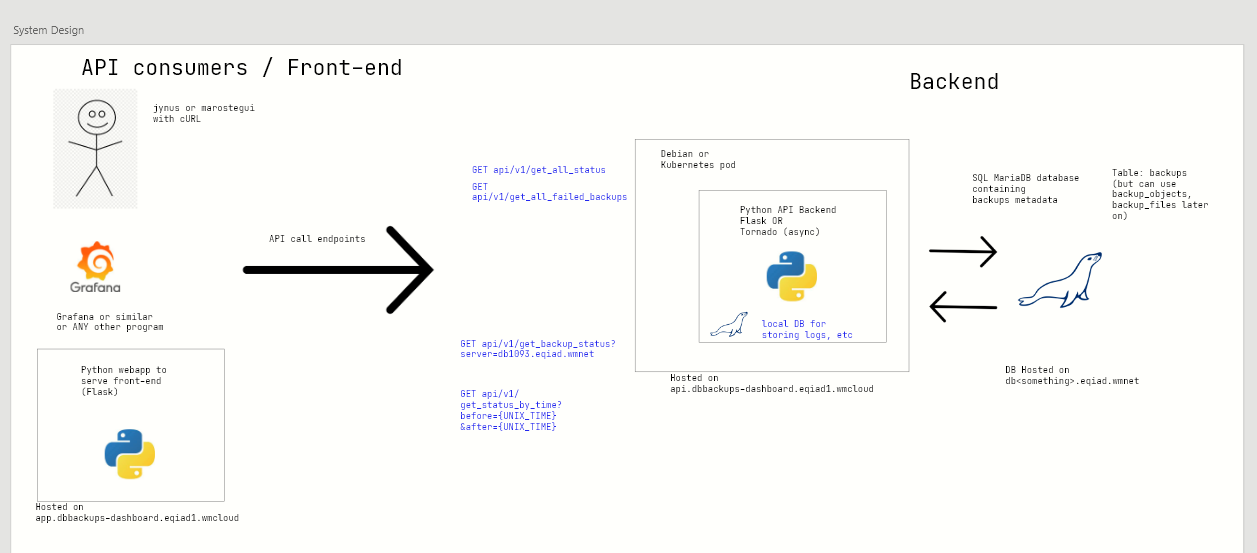 System Design
API consumers / Front-end
jynus or marostegui
with cURL
Grafana
Grafana or similar
or ANY other program
Python webapp to
serve front-end
(Flask)
Hosted on
app.dbbackups-dashboard.eqiad1.wmcloud
API call endpoints
GET api/v1/get_all_status
GET
api/v1/get_all_failed_backups
GET api/v1/get_backup_status?
server=db1093.eqiad.wmnet
GET api/v1/
get_status_by_time?
before={UNIX_TIME}
&after={UNIX_TIME}
Backend
Debian or
Kubernetes pod
Python API Backend
Flask OR
Tornado (async)
local DB for
storing logs, etc
Hosted on
api.dbbackups-dashboard.eqiad1.wmcloud
SQL MariaDB database
containing
backups metadata
Table: backups
(but can use
backup_objects,
backup_files later
on)
DB Hosted on
db<something>.eqiad.wmnet